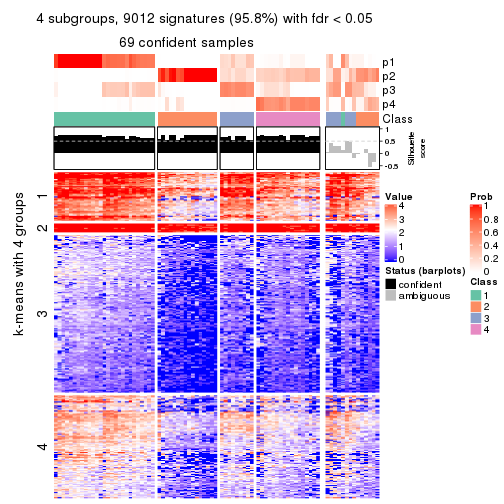 4 subgroups, 9012 signatures (95.8%) with fdr < 0.05
69 confident samples
p1
p2
p3
p4
Class
1
0.5
0
-0.5
Silhouette
score
k-means with 4 groups
1
2
3
4
Value
4
3
2
1
0
Status (barplots)
confident
ambiguous
Prob
1
0.8
0.6
0.4
0.2
0
Class
1
2
3
4